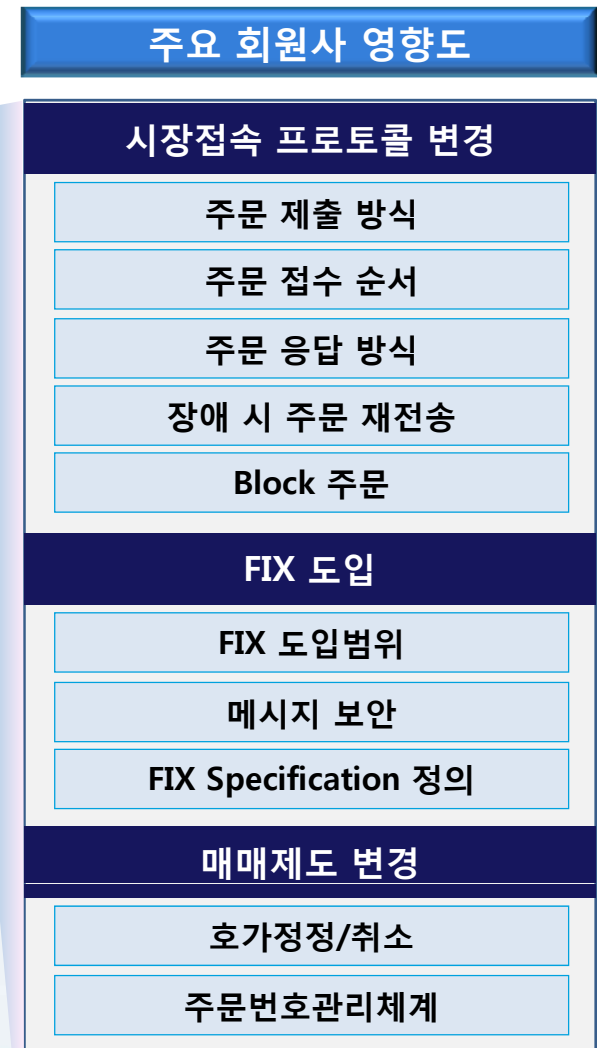 주요 회원사 영향도
시장접속 프로토콜 변경
주문 제출 방식
주문 접수 순서
주문 응답 방식
장애 시 주문 재전송
Block 주문
FIX 도입
FIX 도입범위
메시지 보안
FIX Specification 정의
매매제도 변경
호가정정/취소
주문번호관리체계